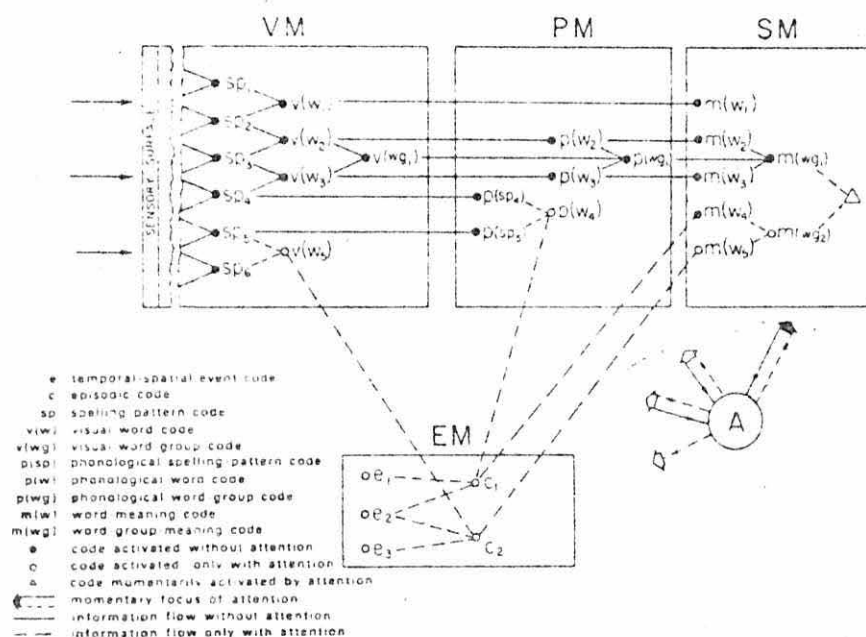 VM PM SM
SENSORY SURFACE
sp₁
sp₂
sp₃
sp₄
sp₅
sp₆
v(w₁)
v(w₂)
v(w₃)
v(w₅)
v(wg₁)
p(w₂)
p(w₃)
p(sp₄)
p(sp₅)
p(w₄)
p(wg₁)
m(w₁)
m(w₂)
m(w₃)
m(w₄)
m(w₅)
m(wg₁)
m(wg₂)
A
EM
e₁
e₂
e₃
c₁
c₂
e temporal-spatial event code
c episodic code
sp spelling pattern code
v(w) visual word code
v(wg) visual word group code
p(sp) phonological spelling pattern code
p(w) phonological word code
p(wg) phonological word group code
m(w) word meaning code
m(wg) word group meaning code
code activated without attention
code activated only with attention
code momentarily activated by attention
momentary focus of attention
information flow without attention
information flow only with attention